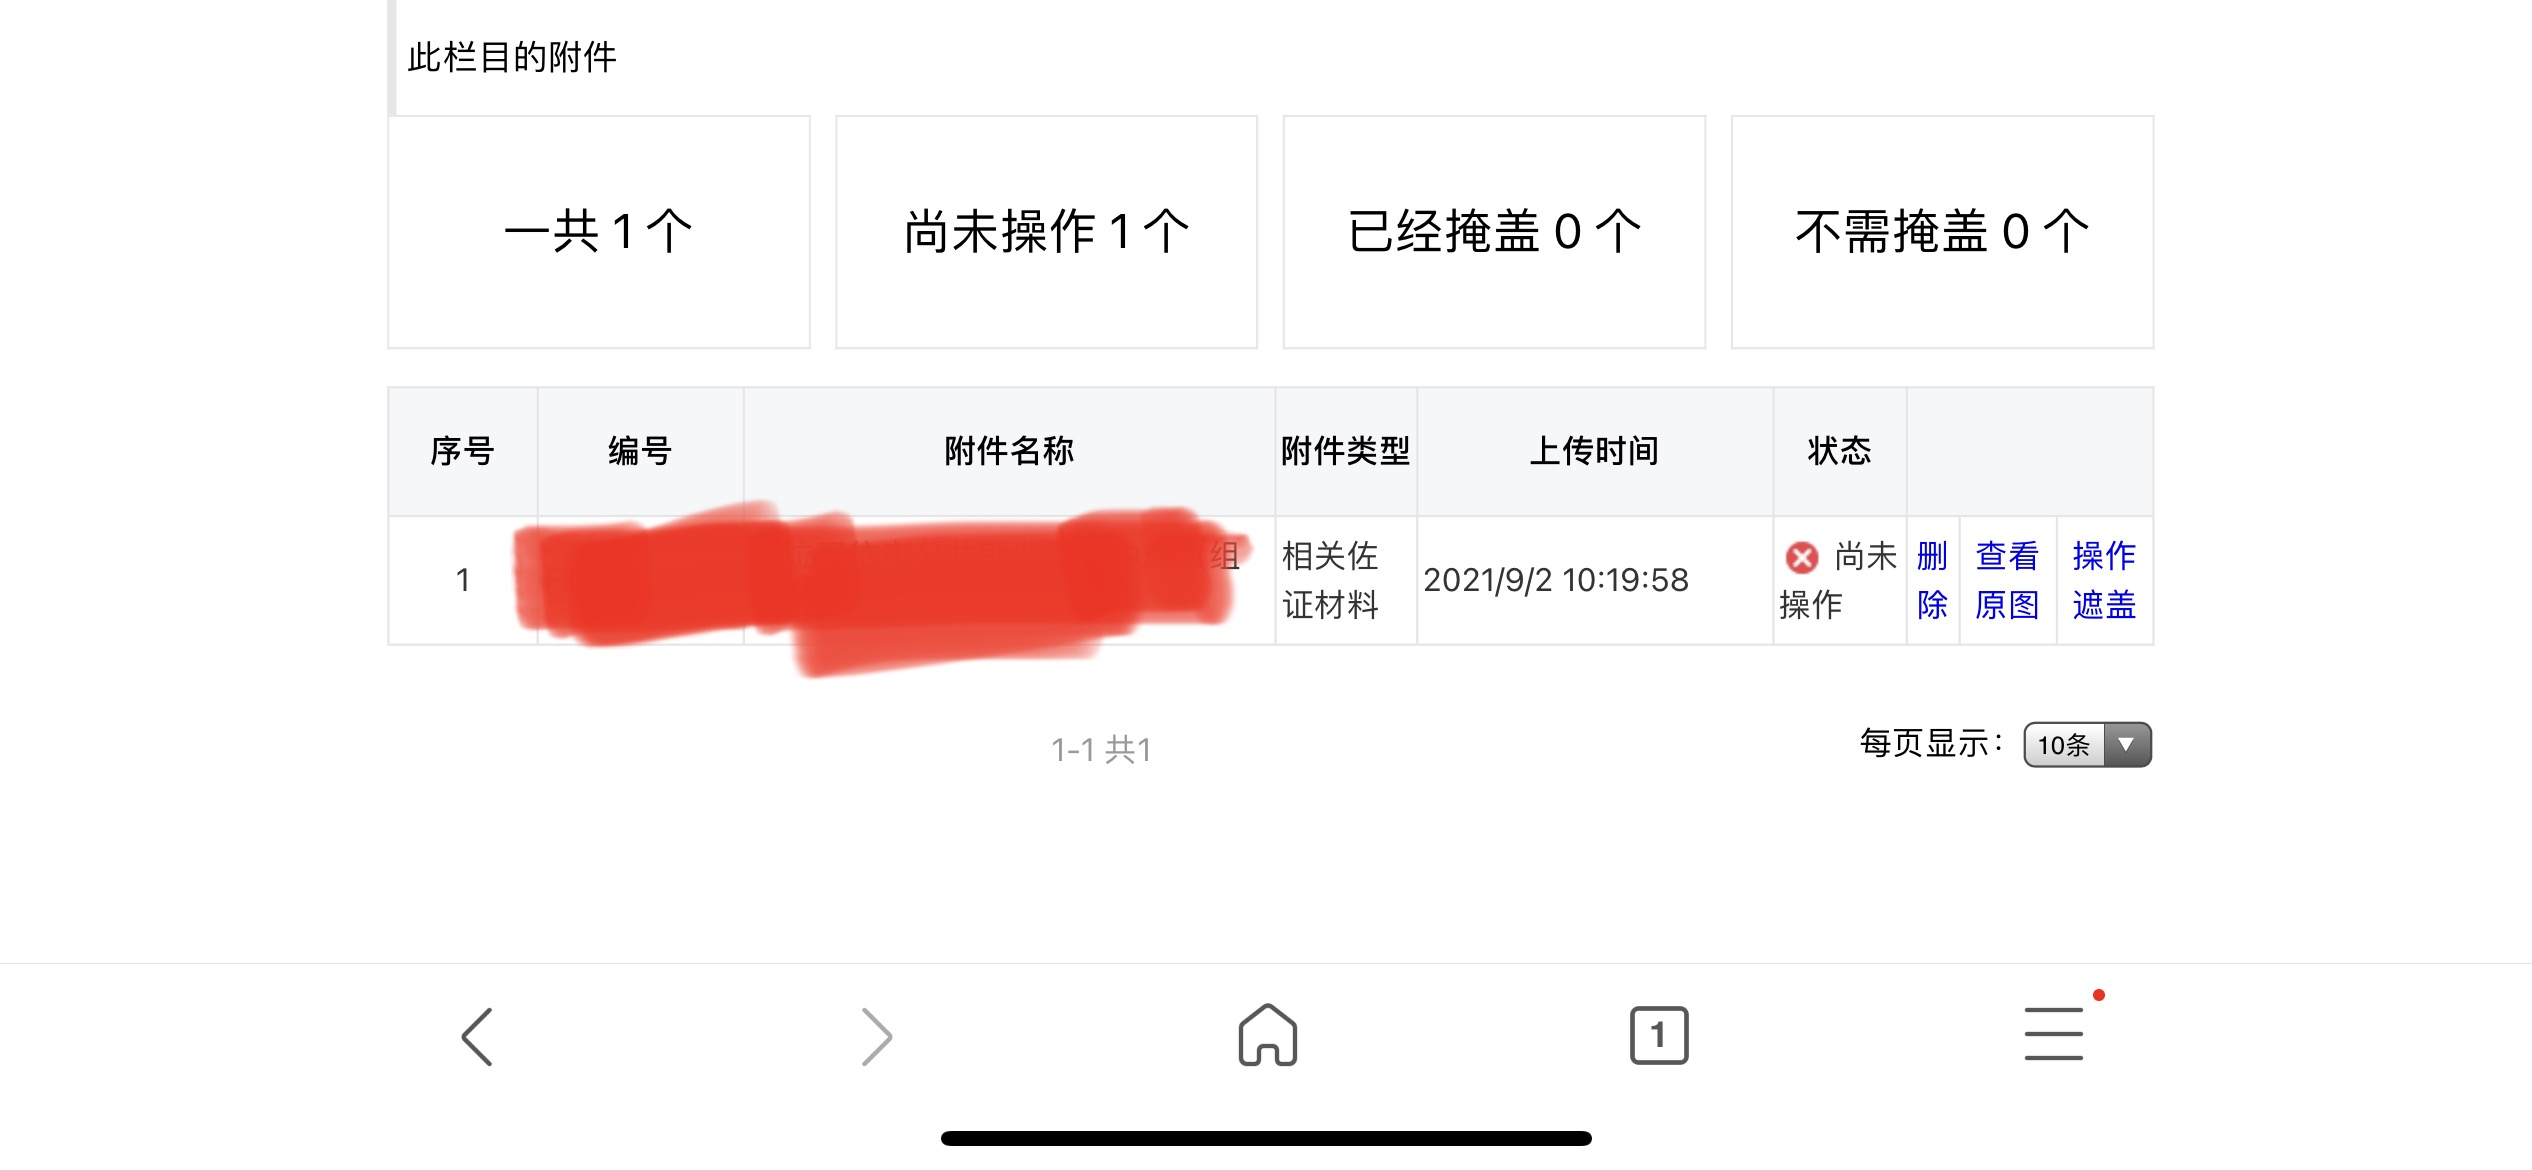 此栏目的附件
一共 1 个
尚未操作 1 个
已经掩盖 0 个
不需掩盖 0 个
序号 编号 附件名称 附件类型 上传时间 状态
1 组 相关佐证材料 2021/9/2 10:19:58 尚未操作 删除 查看原图 操作遮盖
1-1 共1
每页显示： 10条
1